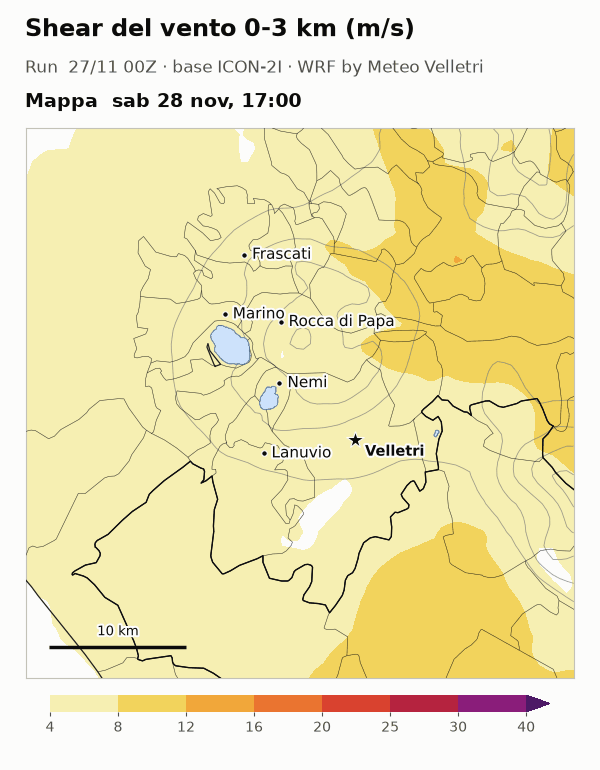 Shear del vento 0-3 km (m/s)
Run  27/11 00Z · base ICON-2I · WRF by Meteo Velletri
Mappa  sab 28 nov, 17:00
Frascati
Marino
Rocca di Papa
Nemi
Velletri
Lanuvio
10 km
4 8 12 16 20 25 30 40